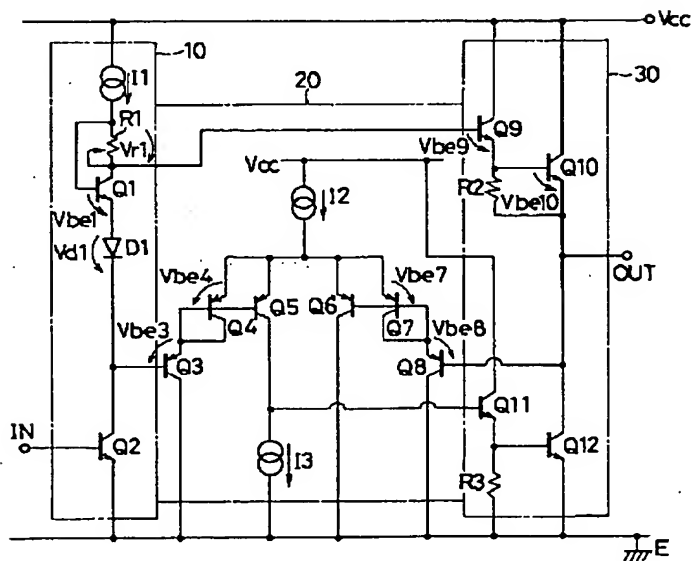 Vcc
10
I1
20
30
R1
Vr1
Q9
Vbe9
Vcc
Q10
Q1
I2
R2
Vbe10
Vbe1
Vd1
D1
OUT
Vbe4
Vbe7
Q4
Q5
Q6
Q7
Vbe3
Vbe8
Q3
Q8
Q11
IN
Q2
I3
Q12
R3
E